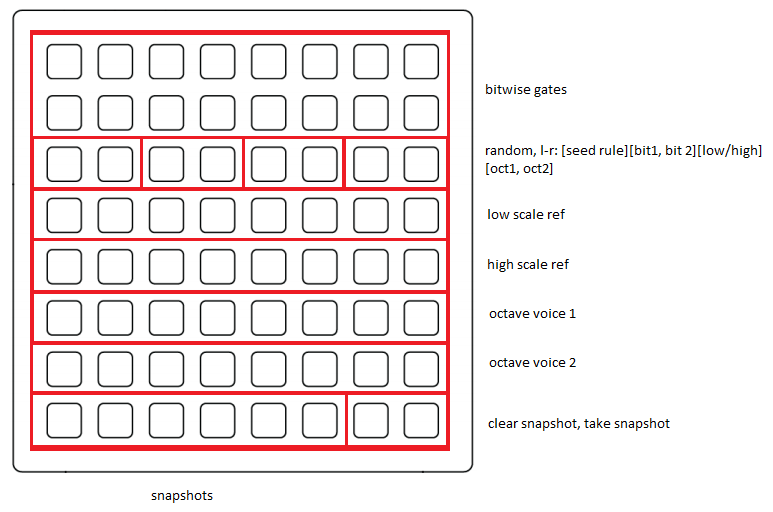 bitwise gates
random, l-r: [seed rule][bit1, bit 2][low/high]
[oct1, oct2]
low scale ref
high scale ref
octave voice 1
octave voice 2
clear snapshot, take snapshot
snapshots